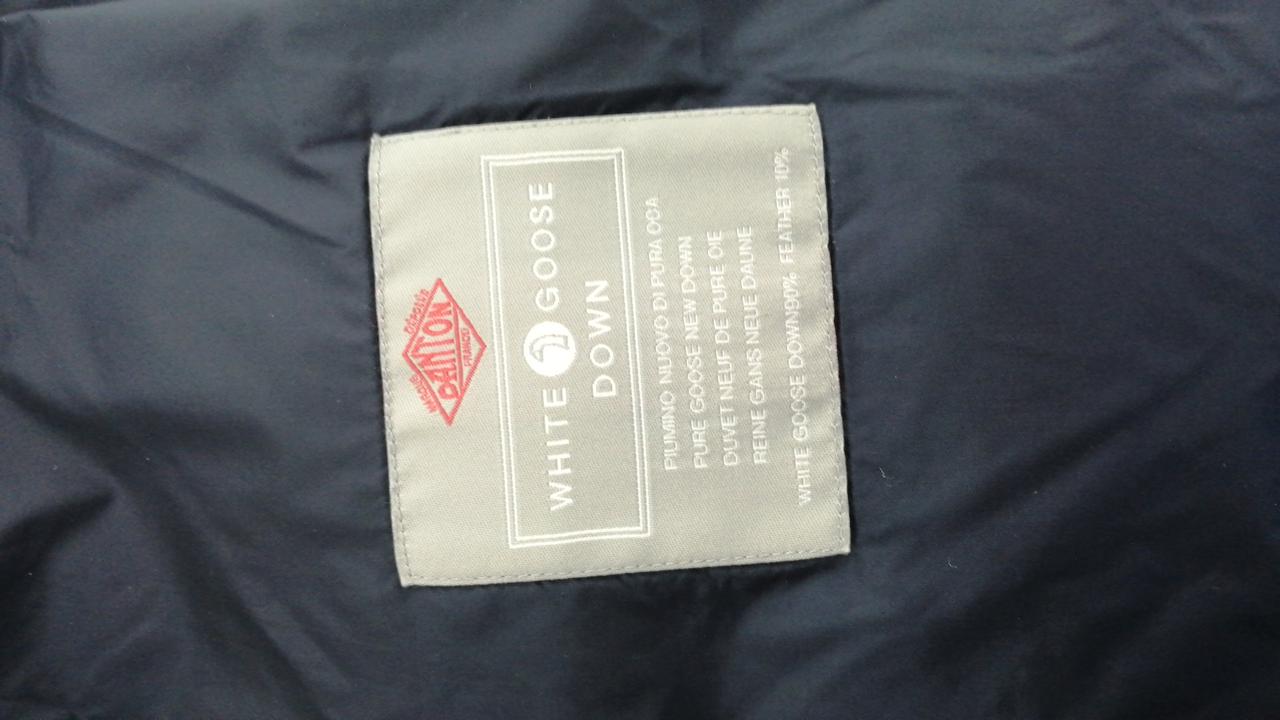 DANTON
FRANCE
WHITE GOOSE
DOWN
PIUMINO NUOVO DI PURA OCA
PURE GOOSE NEW DOWN
DUVET NEUF DE PURE OIE
REINE GANS NEUE DAUNE
WHITE GOOSE DOWN90% FEATHER 10%